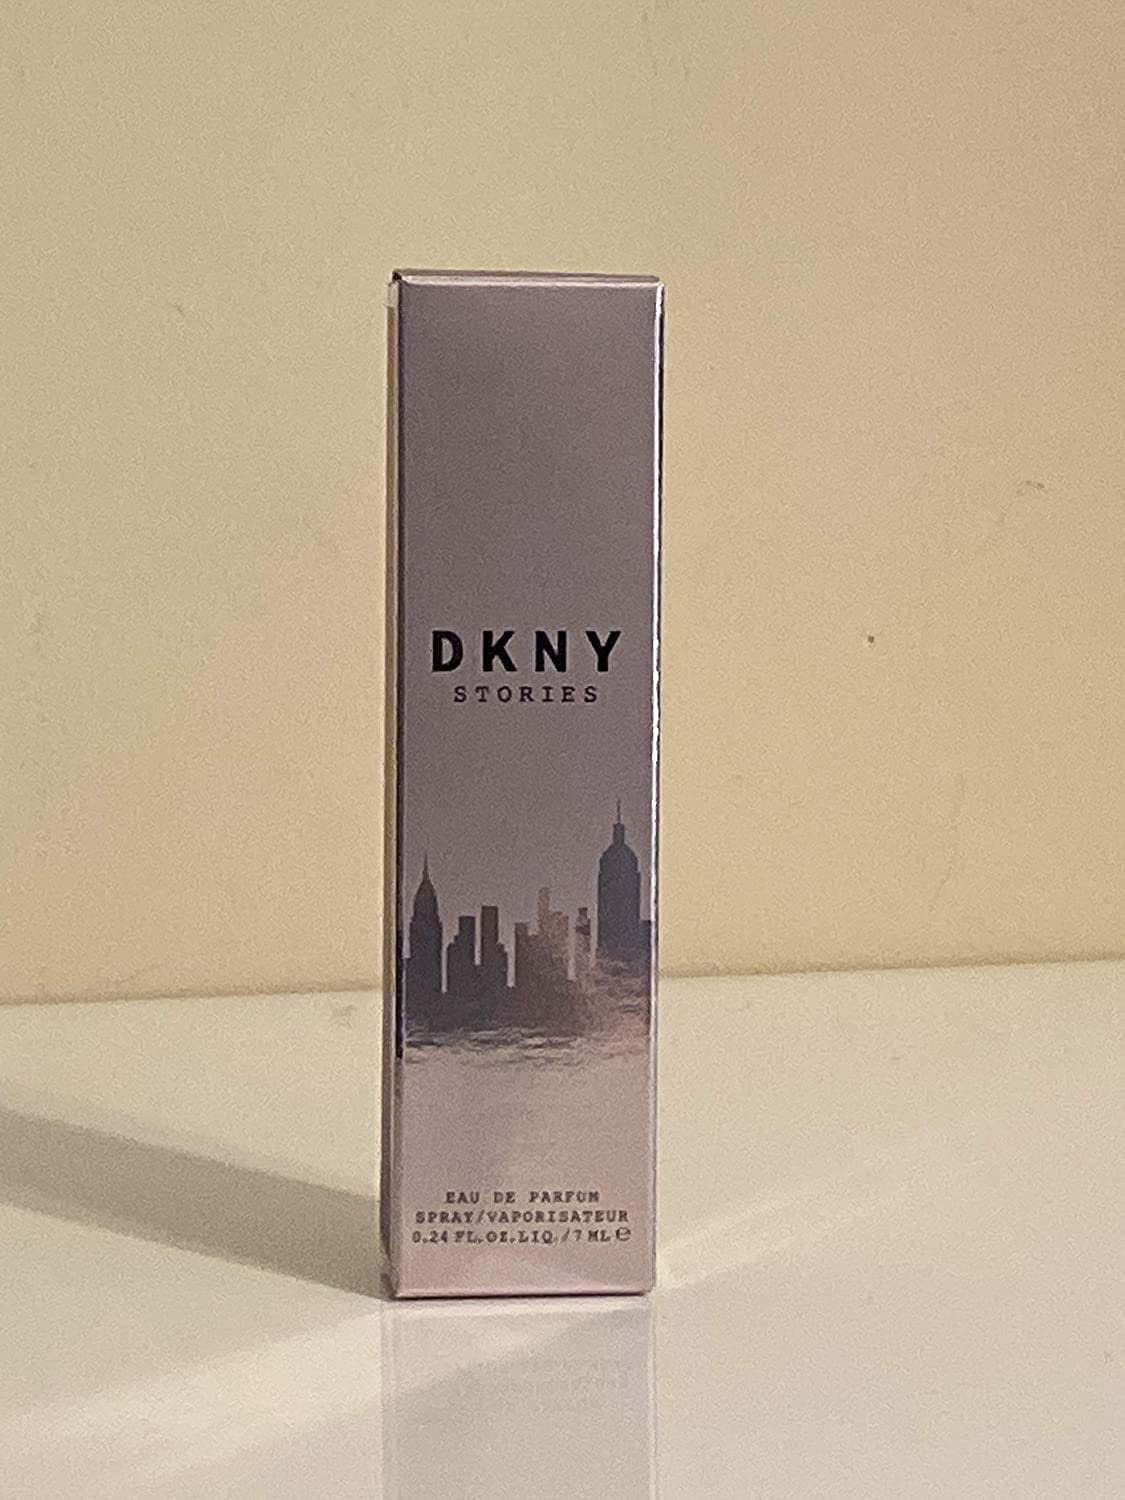 DKNY
STORIES
EAU DE PARFUM
SPRAY/VAPORISATEUR
0.24 FL.OZ.LIQ./7 ML ℮